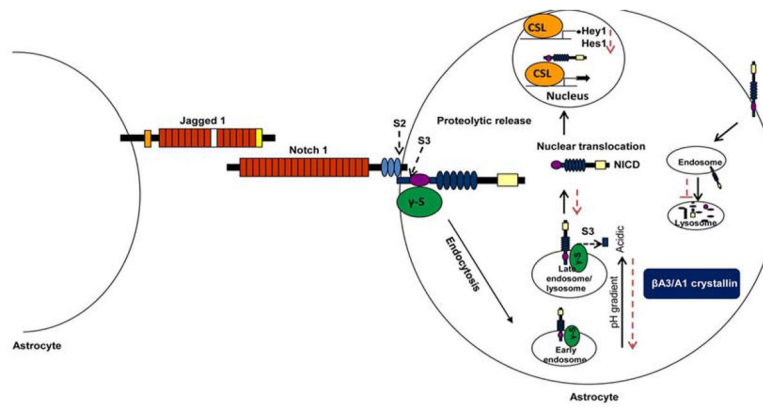 CSL
Hey1
Hes1
CSL
Nucleus
Jagged 1
S2
Proteolytic release
S3
Notch 1
Nuclear translocation
NICD
Endosome
γ-S
Lysosome
S3
Acidic
γ-S
Late
endosome/
lysosome
Endocytosis
pH gradient
βA3/A1 crystallin
γ-S
Early
endosome
Astrocyte
Astrocyte